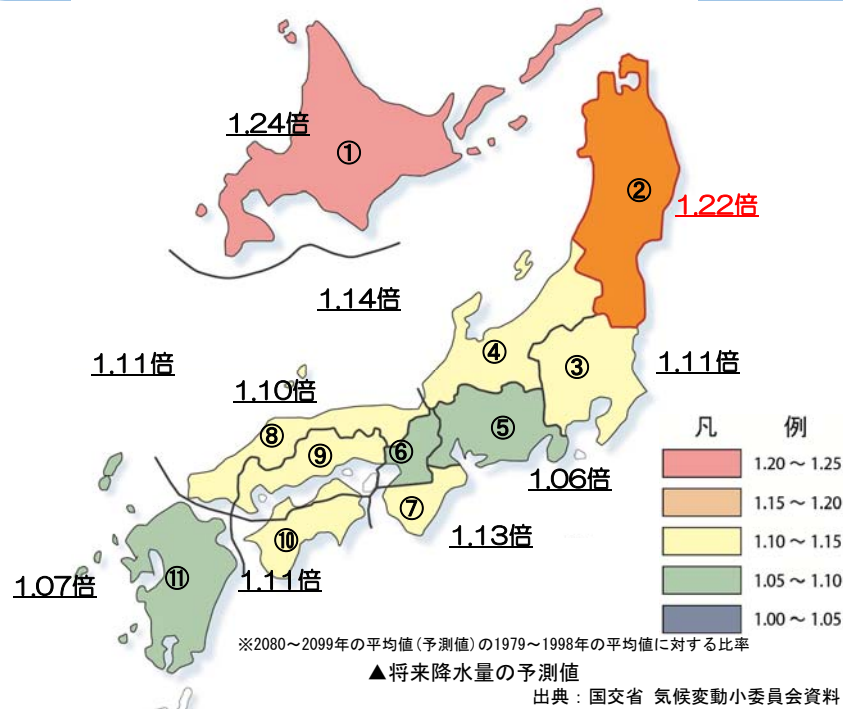 1.24倍
①
②
1.22倍
1.14倍
1.11倍
④
③
1.11倍
1.10倍
⑧
⑨
⑥
⑤
1.06倍
⑦
1.13倍
⑩
1.11倍
⑪
1.07倍
凡 例
1.20～1.25
1.15～1.20
1.10～1.15
1.05～1.10
1.00～1.05
※2080～2099年の平均値(予測値)の1979～1998年の平均値に対する比率
▲将来降水量の予測値
出典：国交省 気候変動小委員会資料